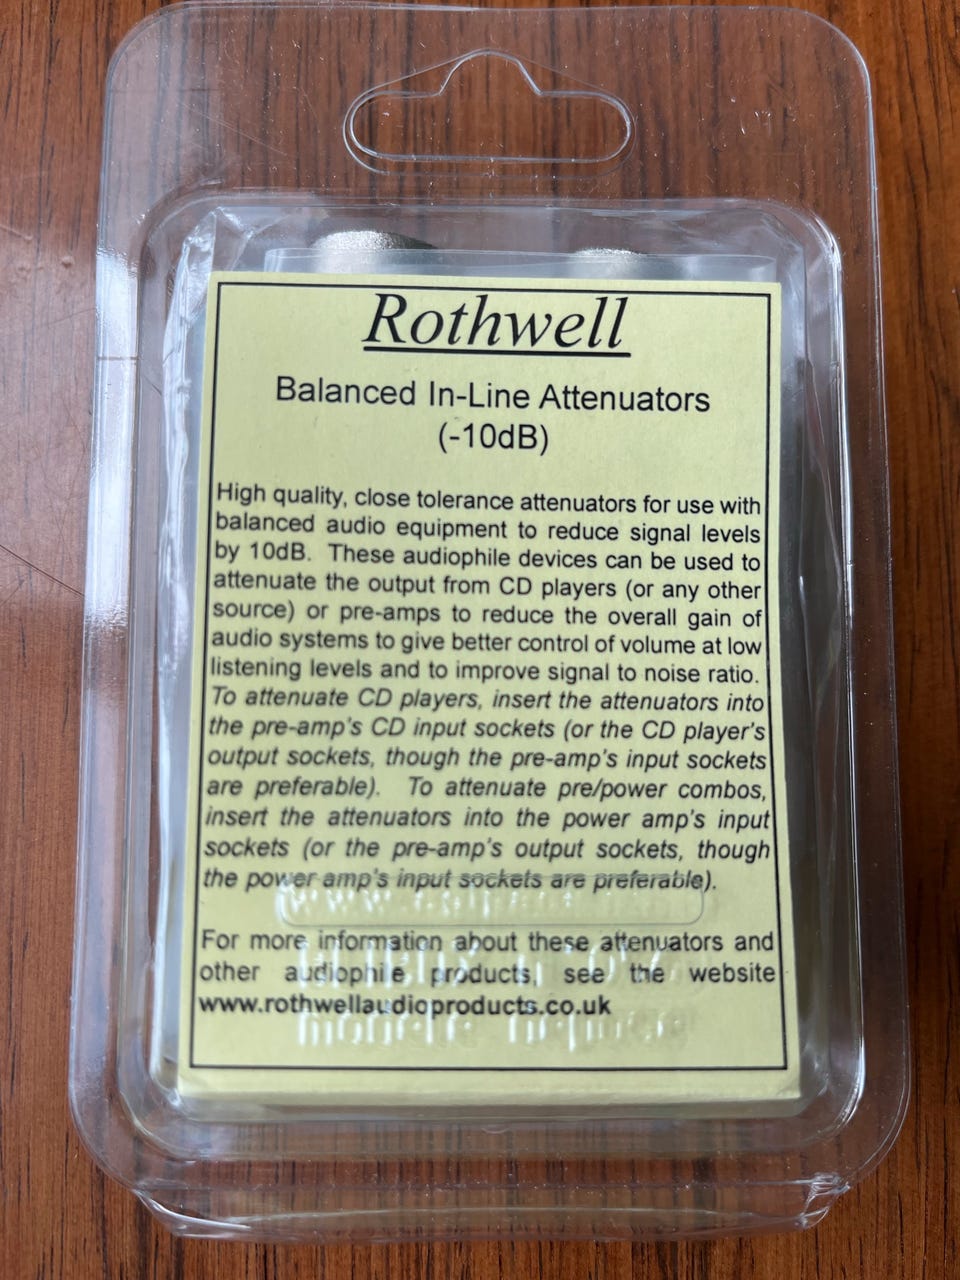 Rothwell
Balanced In-Line Attenuators
(-10dB)
High quality, close tolerance attenuators for use with
balanced audio equipment to reduce signal levels
by 10dB. These audiophile devices can be used to
attenuate the output from CD players (or any other
source) or pre-amps to reduce the overall gain of
audio systems to give better control of volume at low
listening levels and to improve signal to noise ratio.
To attenuate CD players, insert the attenuators into
the pre-amp's CD input sockets (or the CD player's
output sockets, though the pre-amp's input sockets
are preferable). To attenuate pre/power combos,
insert the attenuators into the power amp's input
sockets (or the pre-amp's output sockets, though
the power amp's input sockets are preferable).
For more information about these attenuators and
other audiophile products, see the website
www.rothwellaudioproducts.co.uk